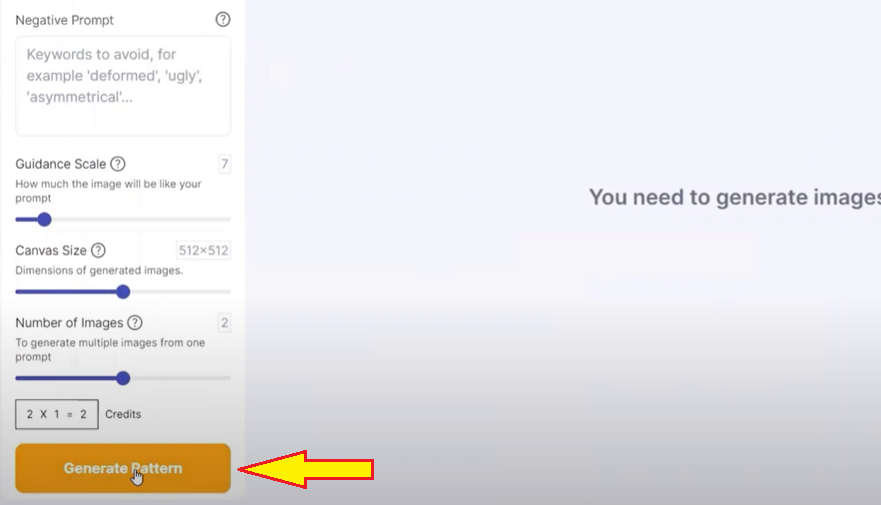 Negative Prompt ?
Keywords to avoid, for
example 'deformed', 'ugly',
'asymmetrical'...
Guidance Scale ? 7
How much the image will be like your
prompt
Canvas Size ? 512×512
Dimensions of generated images.
Number of Images ? 2
To generate multiple images from one
prompt
2 X 1 = 2 Credits
Generate Pattern
You need to generate images